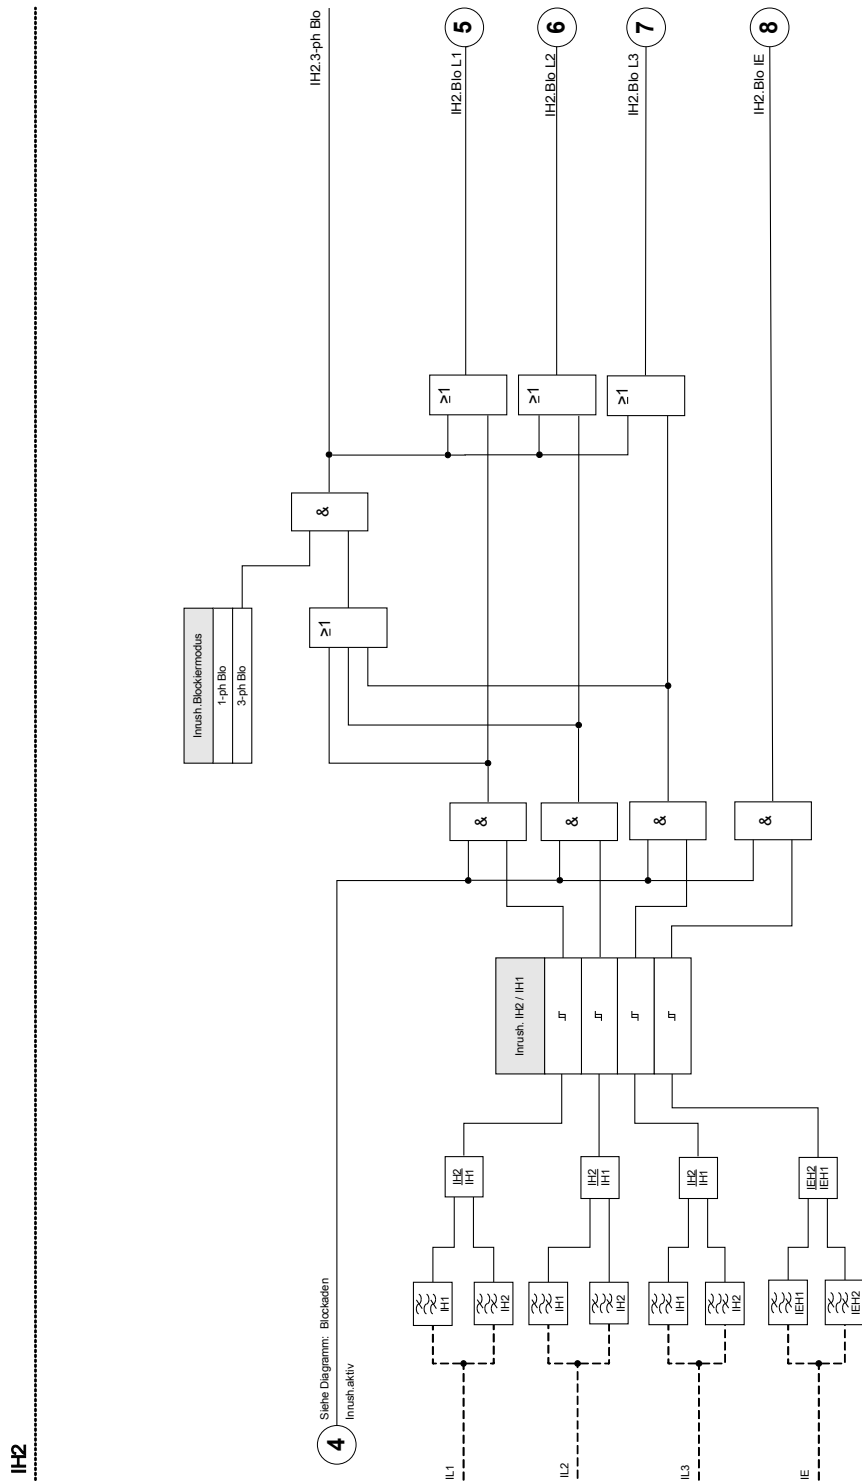 IH2
4
Siehe Diagramm: Blockaden
Inrush.aktiv
IL1
IL2
IL3
IE
IH1
IH2
IH1
IH2
IH1
IH2
IEH1
IEH2
IH2
IH1
IH2
IH1
IH2
IH1
IEH2
IEH1
Inrush. IH2 / IH1
&
&
&
&
Inrush.Blockiermodus
1-ph Blo
3-ph Blo
≥1
&
≥1
≥1
≥1
IH2.3-ph Blo
IH2.Blo L1
5
IH2.Blo L2
6
IH2.Blo L3
7
IH2.Blo IE
8